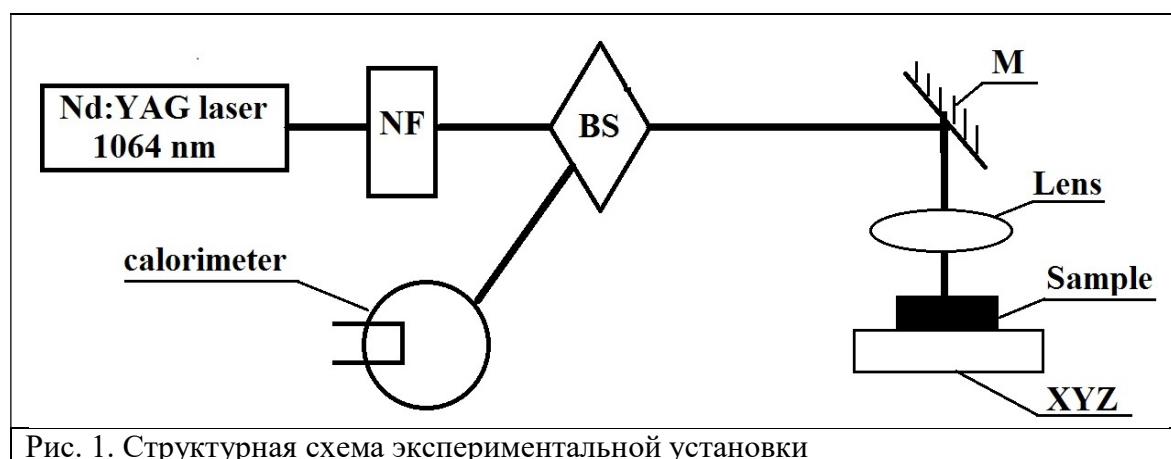 Nd:YAG laser
1064 nm
NF
BS
M
Lens
calorimeter
Sample
XYZ
Рис. 1. Структурная схема экспериментальной установки